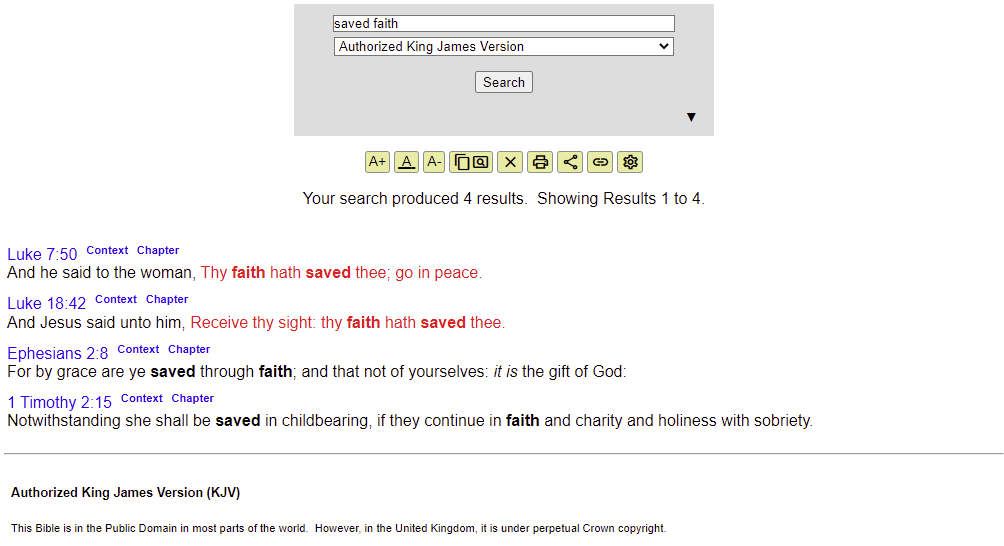 saved faith
Authorized King James Version
Search
▼
A+ A A-
Your search produced 4 results.  Showing Results 1 to 4.
Luke 7:50 Context Chapter
And he said to the woman, Thy faith hath saved thee; go in peace.
Luke 18:42 Context Chapter
And Jesus said unto him, Receive thy sight: thy faith hath saved thee.
Ephesians 2:8 Context Chapter
For by grace are ye saved through faith; and that not of yourselves: it is the gift of God:
1 Timothy 2:15 Context Chapter
Notwithstanding she shall be saved in childbearing, if they continue in faith and charity and holiness with sobriety.
Authorized King James Version (KJV)
This Bible is in the Public Domain in most parts of the world.  However, in the United Kingdom, it is under perpetual Crown copyright.